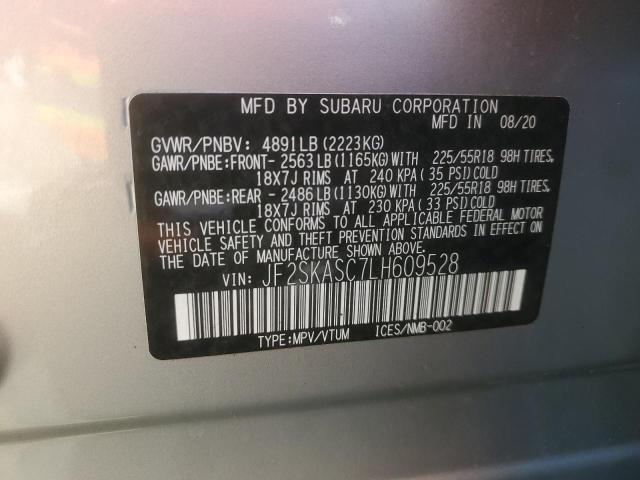 MFD BY SUBARU CORPORATION
MFD IN 08/20
GVWR/PNBV: 4891LB(2223KG)
GAWR/PNBE:FRONT- 2563LB(1165KG)WITH 225/55R18 98H TIRES,
18X7J RIMS AT 240 KPA( 35 PSI)COLD
GAWR/PNBE:REAR - 2486LB(1130KG)WITH 225/55R18 98H TIRES,
18X7J RIMS AT 230 KPA( 33 PSI)COLD
THIS VEHICLE CONFORMS TO ALL APPLICABLE FEDERAL MOTOR
VEHICLE SAFETY AND THEFT PREVENTION STANDARDS IN EFFECT
ON THE DATE OF MANUFACTURE SHOWN ABOVE.
VIN: JF2SKASC7LH609528
TYPE:MPV/VTUM ICES/NMB-002